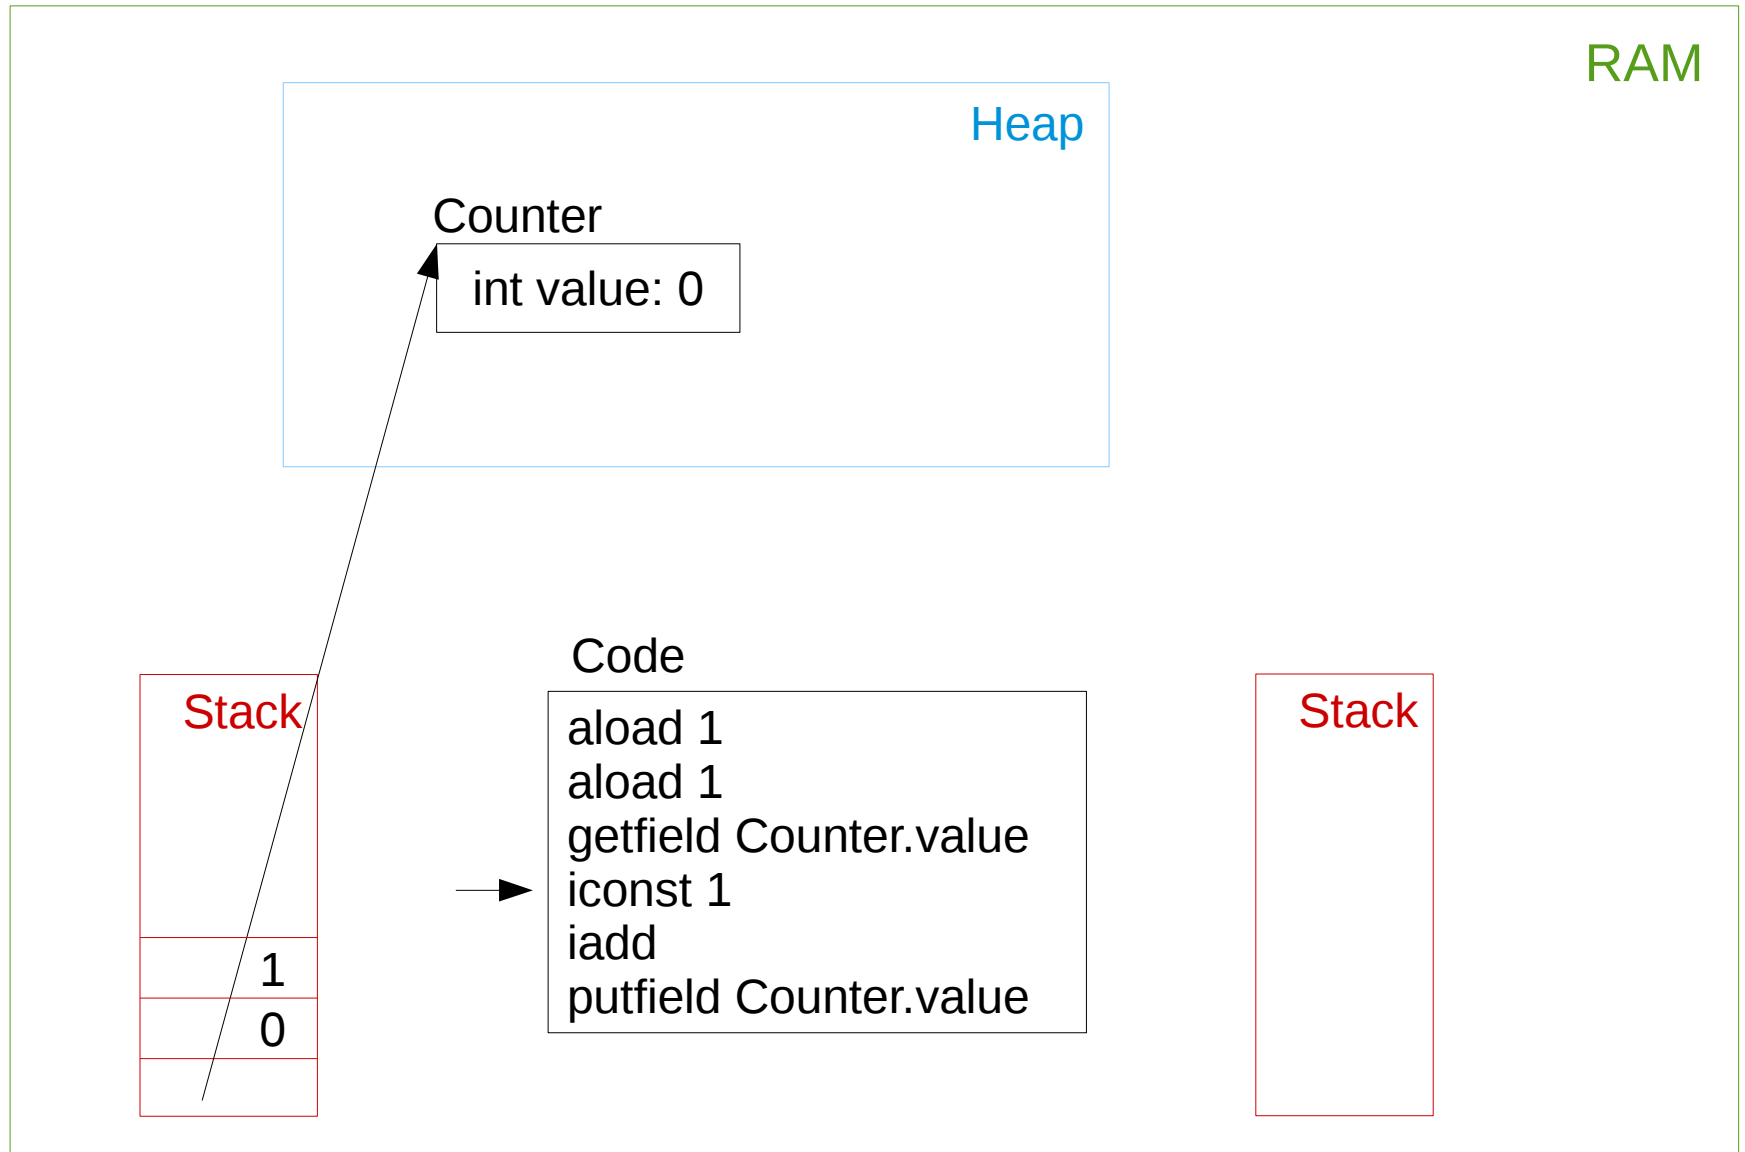 RAM
Heap
Counter
int value: 0
Code
Stack
aload 1
aload 1
getfield Counter.value
iconst 1
iadd
putfield Counter.value
1
0
Stack